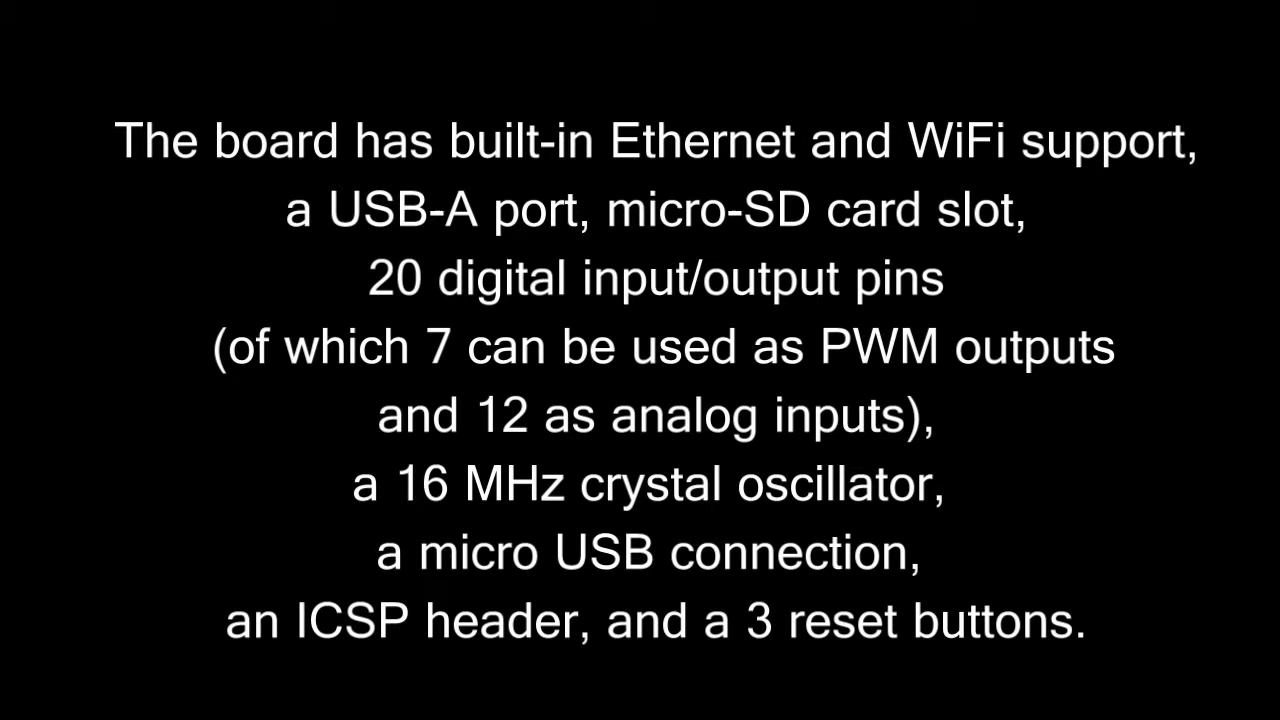 The board has built-in Ethernet and WiFi support,
a USB-A port, micro-SD card slot,
20 digital input/output pins
(of which 7 can be used as PWM outputs
and 12 as analog inputs),
a 16 MHz crystal oscillator,
a micro USB connection,
an ICSP header, and a 3 reset buttons.